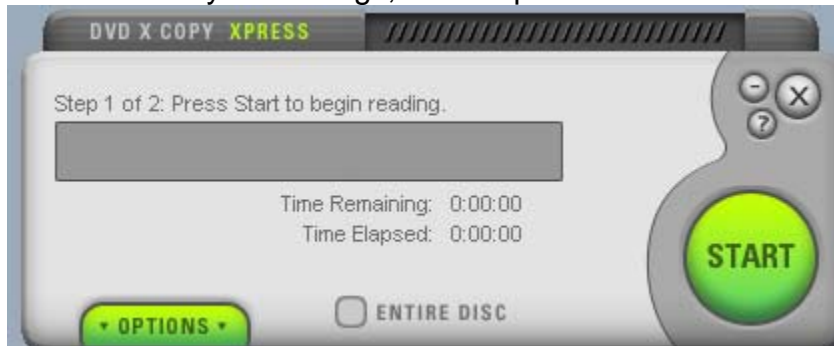 DVD X COPY XPRESS
Step 1 of 2: Press Start to begin reading.
Time Remaining: 0:00:00
Time Elapsed: 0:00:00
?
START
OPTIONS
ENTIRE DISC